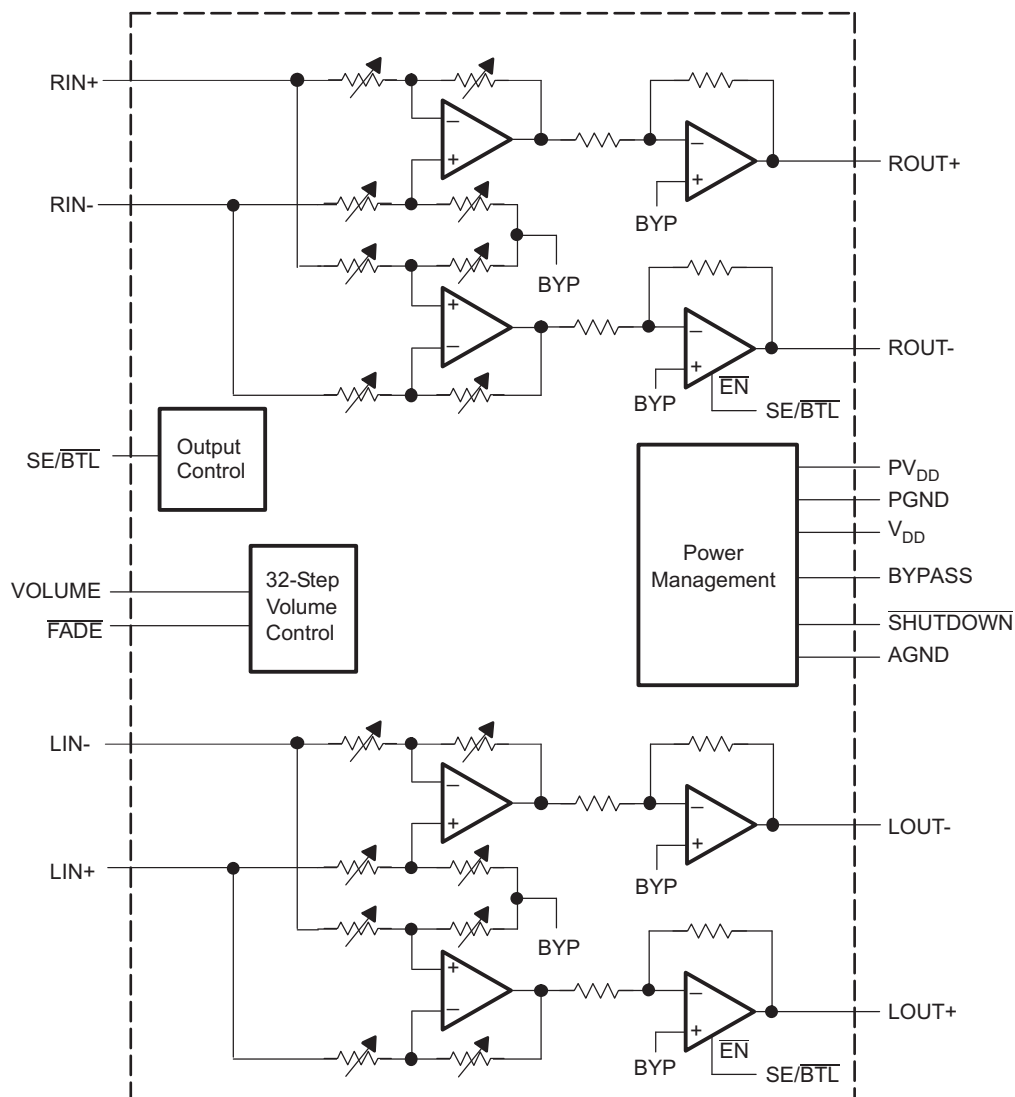 RIN+
−
+
−
+
BYP
ROUT+
RIN-
BYP
+
−
−
+
BYP
EN
SE/BTL
ROUT-
SE/BTL
Output
Control
VOLUME
FADE
32-Step
Volume
Control
Power
Management
PVDD
PGND
VDD
BYPASS
SHUTDOWN
AGND
LIN-
−
+
−
+
BYP
LOUT-
LIN+
BYP
+
−
−
+
BYP
EN
SE/BTL
LOUT+